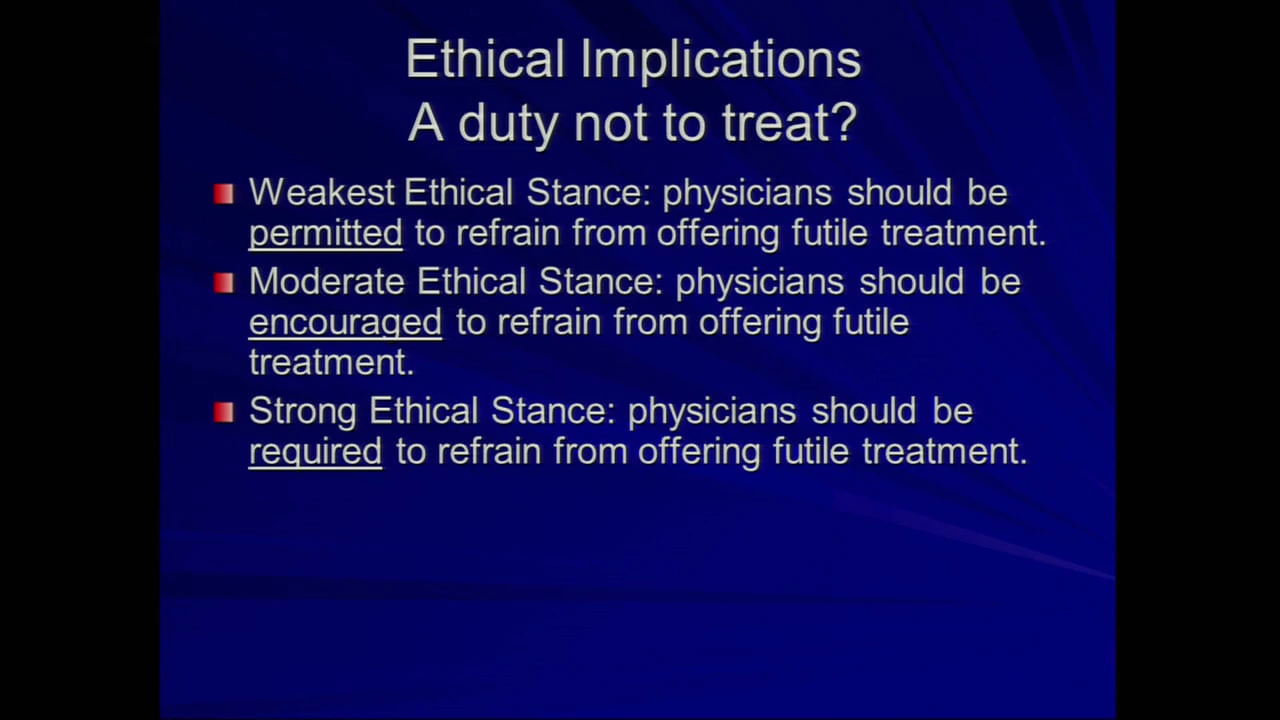 Ethical Implications
A duty not to treat?
Weakest Ethical Stance: physicians should be
permitted to refrain from offering futile treatment.
Moderate Ethical Stance: physicians should be
encouraged to refrain from offering futile
treatment.
Strong Ethical Stance: physicians should be
required to refrain from offering futile treatment.